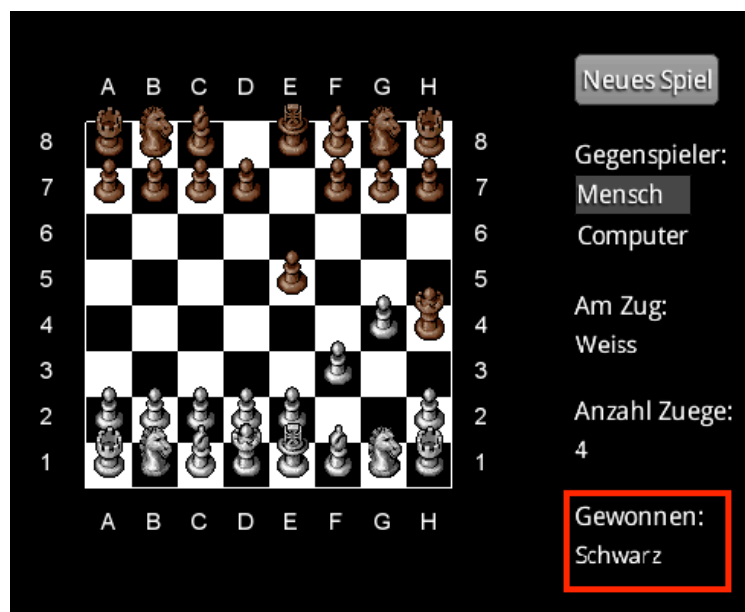 Neues Spiel
A B C D E F G H
8 8
7 7
6 6
5 5
4 4
3 3
2 2
1 1
A B C D E F G H
Gegenspieler:
Mensch
Computer
Am Zug:
Weiss
Anzahl Zuege:
4
Gewonnen:
Schwarz